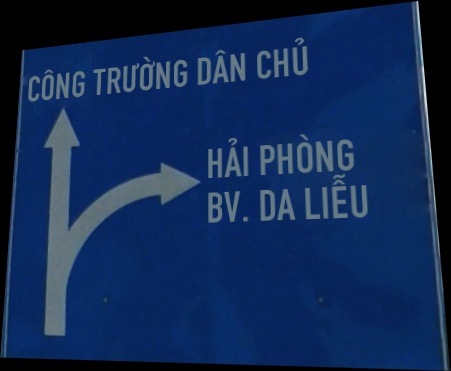 CÔNG TRƯỜNG DÂN CHỦ
HẢI PHÒNG
BV. DA LIỄU